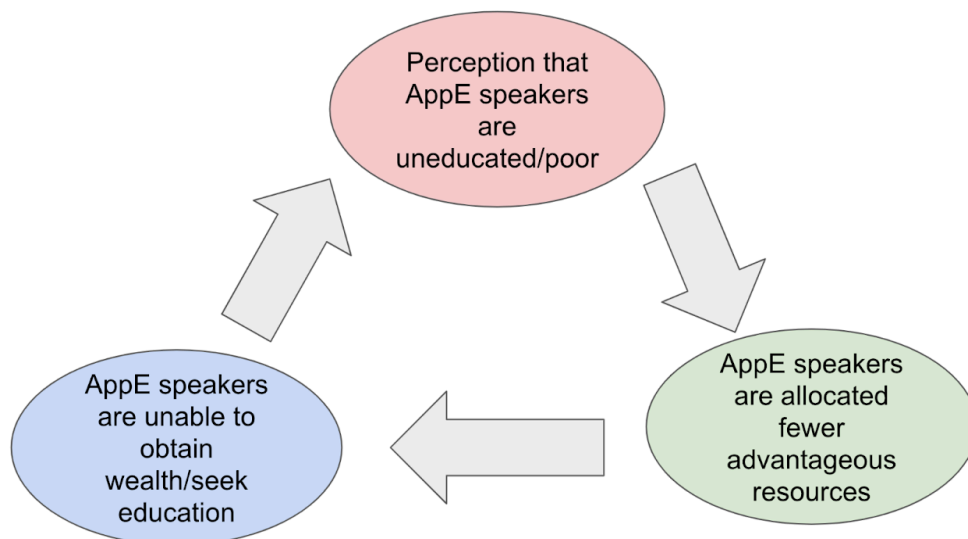 Perception that
AppE speakers
are
uneducated/poor
AppE speakers
are allocated
fewer
advantageous
resources
AppE speakers
are unable to
obtain
wealth/seek
education